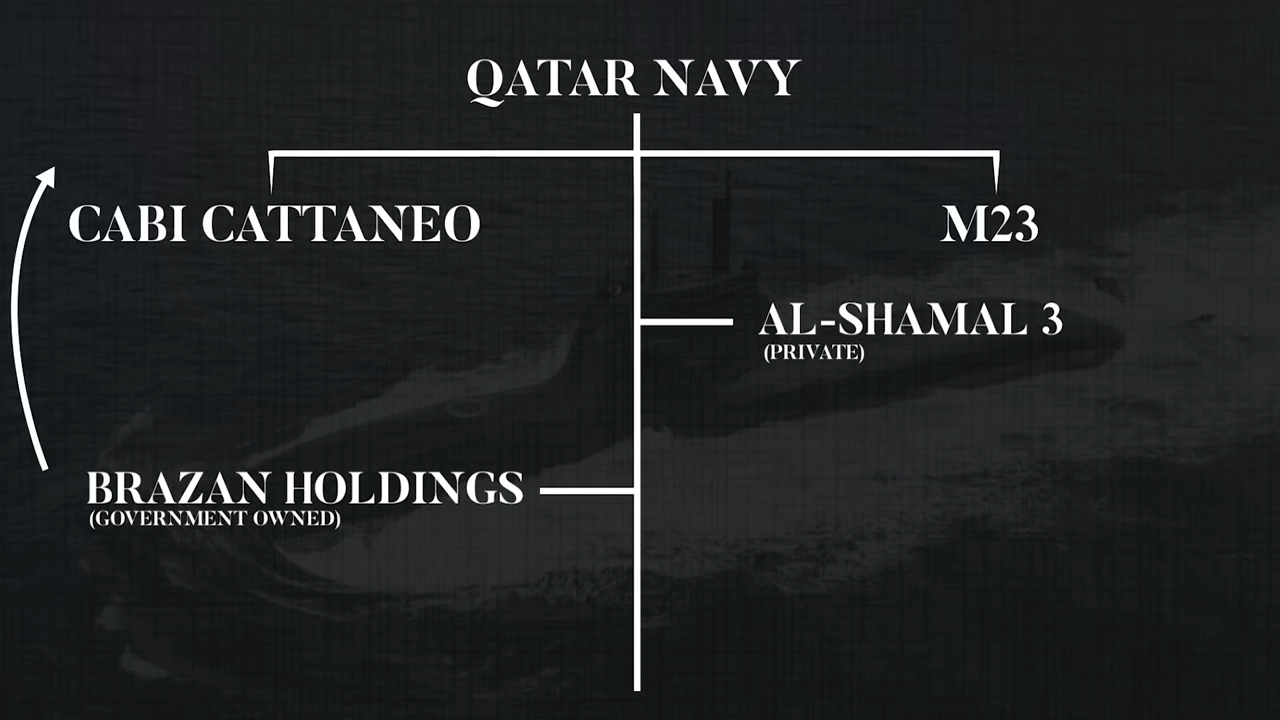 QATAR NAVY
CABI CATTANEO
M23
AL-SHAMAL 3
(PRIVATE)
BRAZAN HOLDINGS
(GOVERNMENT OWNED)